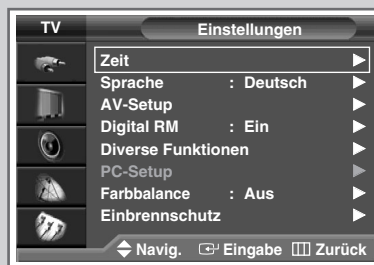 TV Einstellungen
Zeit
Sprache : Deutsch
AV-Setup
Digital RM : Ein
Diverse Funktionen
PC-Setup
Farbbalance : Aus
Einbrennschutz
Navig. Eingabe Zurück